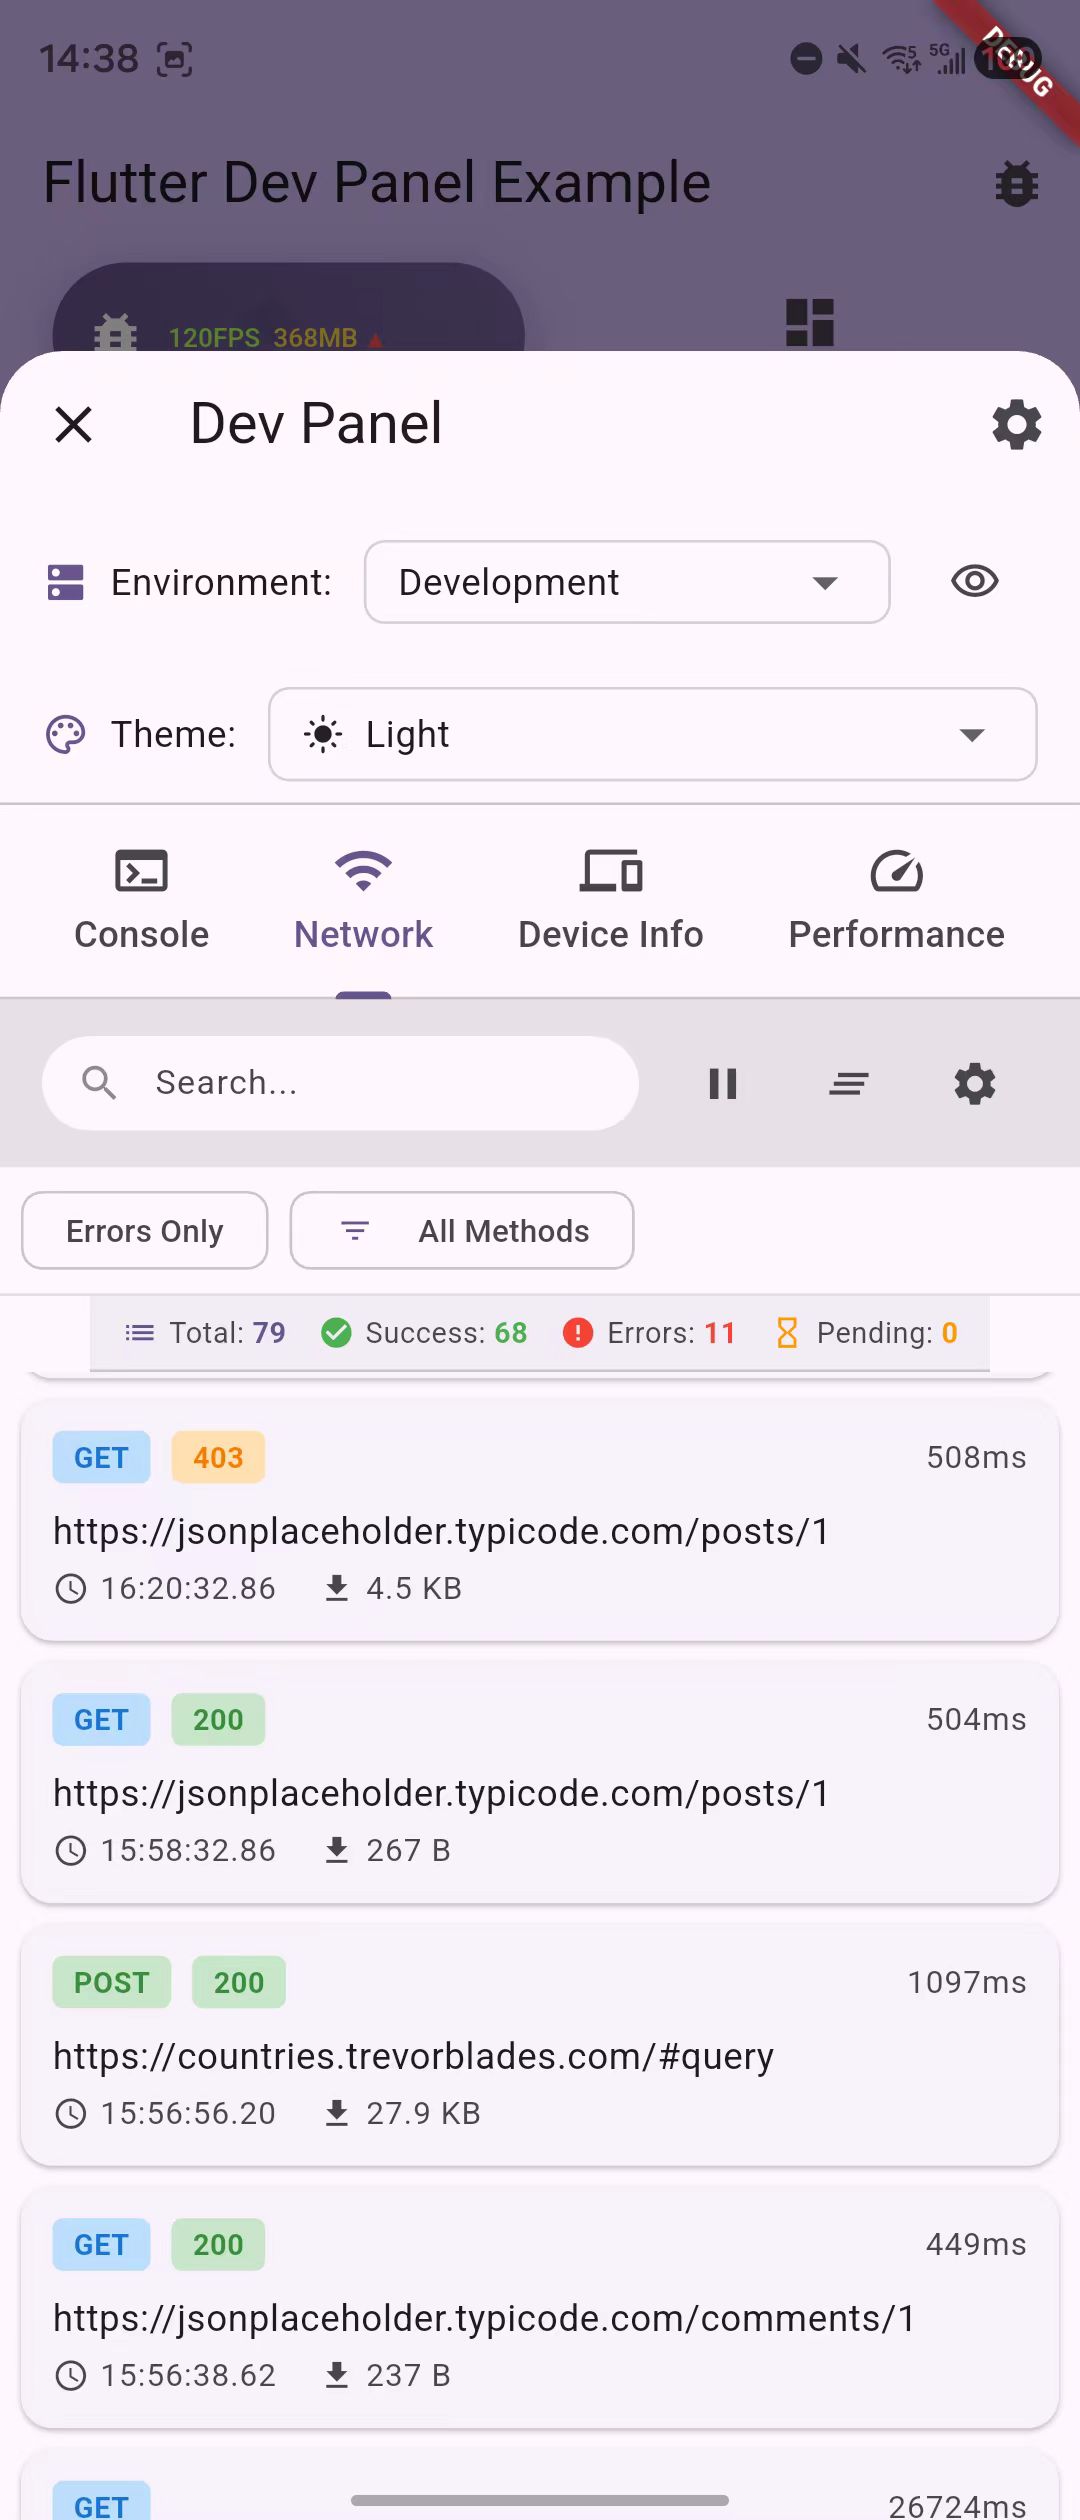 14:38
5G
100
DEBUG
Flutter Dev Panel Example
120FPS 368MB
Dev Panel
Environment: Development
Theme: Light
Console Network Device Info Performance
Search...
Errors Only All Methods
Total: 79 Success: 68 Errors: 11 Pending: 0
GET 403 508ms
https://jsonplaceholder.typicode.com/posts/1
16:20:32.86 4.5 KB
GET 200 504ms
https://jsonplaceholder.typicode.com/posts/1
15:58:32.86 267 B
POST 200 1097ms
https://countries.trevorblades.com/#query
15:56:56.20 27.9 KB
GET 200 449ms
https://jsonplaceholder.typicode.com/comments/1
15:56:38.62 237 B
GET 26724ms